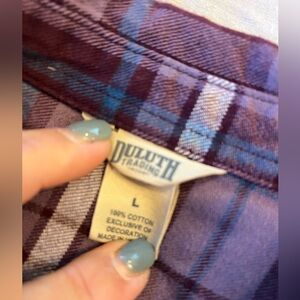 DULUTH
TRADING
L
100% COTTON
EXCLUSIVE OF
DECORATION
MADE IN